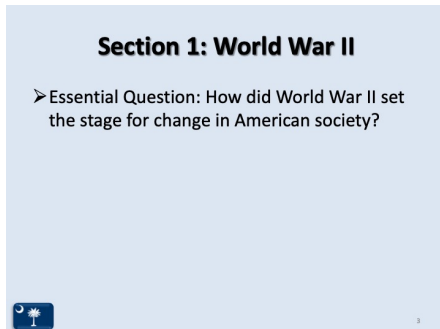 Section 1: World War II
➢Essential Question: How did World War II set
the stage for change in American society?
3